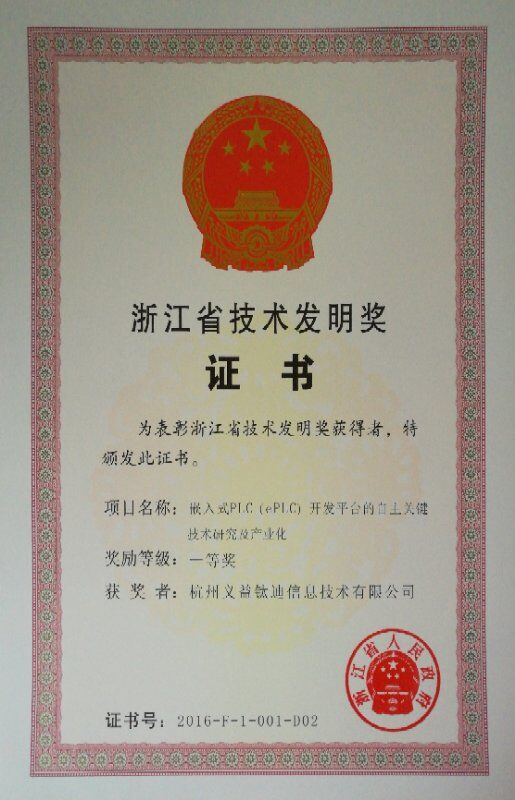 浙江省技术发明奖
证书
为表彰浙江省技术发明奖获得者，特
颁发此证书。
项目名称：嵌入式PLC (ePLC) 开发平台的自主关键
技术研究及产业化
奖励等级：一等奖
获奖者：杭州义益钛迪信息技术有限公司
浙江省人民政府
证书号：2016-F-1-001-D02